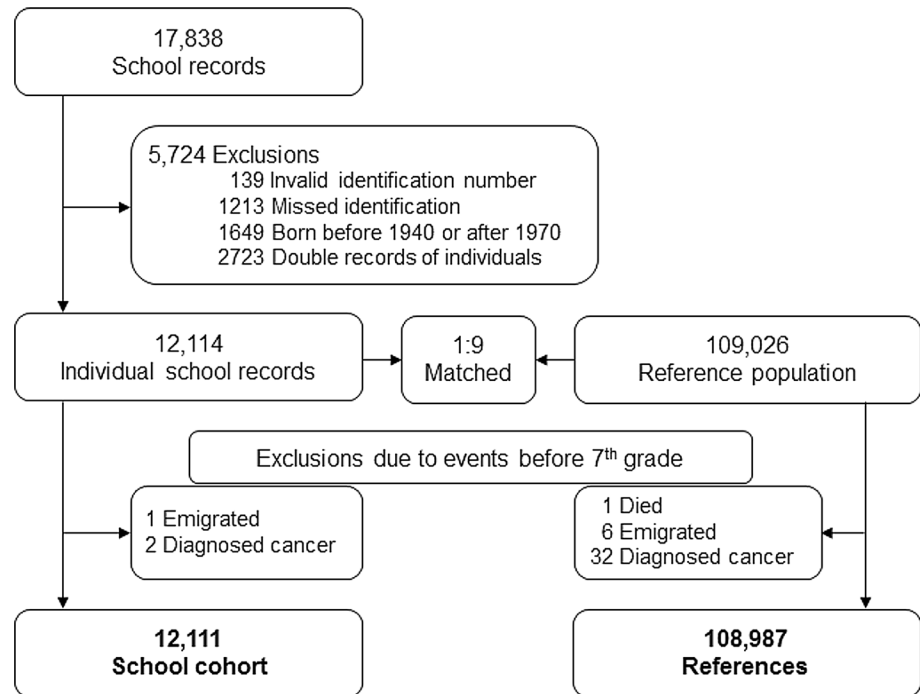 17,838
School records
5,724 Exclusions
139 Invalid identification number
1213 Missed identification
1649 Born before 1940 or after 1970
2723 Double records of individuals
12,114
Individual school records
1:9
Matched
109,026
Reference population
Exclusions due to events before 7th grade
1 Emigrated
2 Diagnosed cancer
1 Died
6 Emigrated
32 Diagnosed cancer
12,111
School cohort
108,987
References